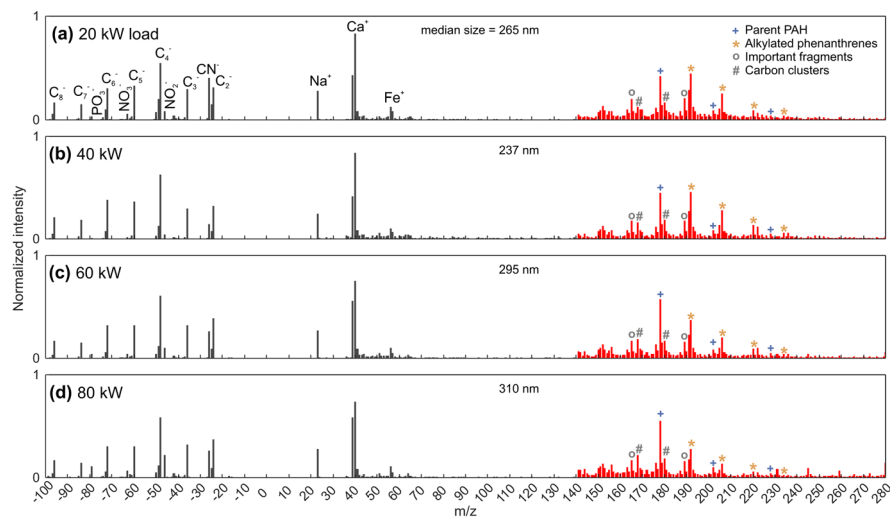 (a) 20 kW load
median size = 265 nm
+ Parent PAH
* Alkylated phenanthrenes
o Important fragments
# Carbon clusters
C8- C7- PO3- C6- NO3- C5- C4- NO2- C3- CN- C2- Na+ Ca+ Fe+
1
0
(b) 40 kW
237 nm
1
0
(c) 60 kW
295 nm
1
0
(d) 80 kW
310 nm
1
0
Normalized intensity
-100 -90 -80 -70 -60 -50 -40 -30 -20 -10 0 10 20 30 40 50 60 70 80 90 100 110 120 130 140 150 160 170 180 190 200 210 220 230 240 250 260 270 280
m/z